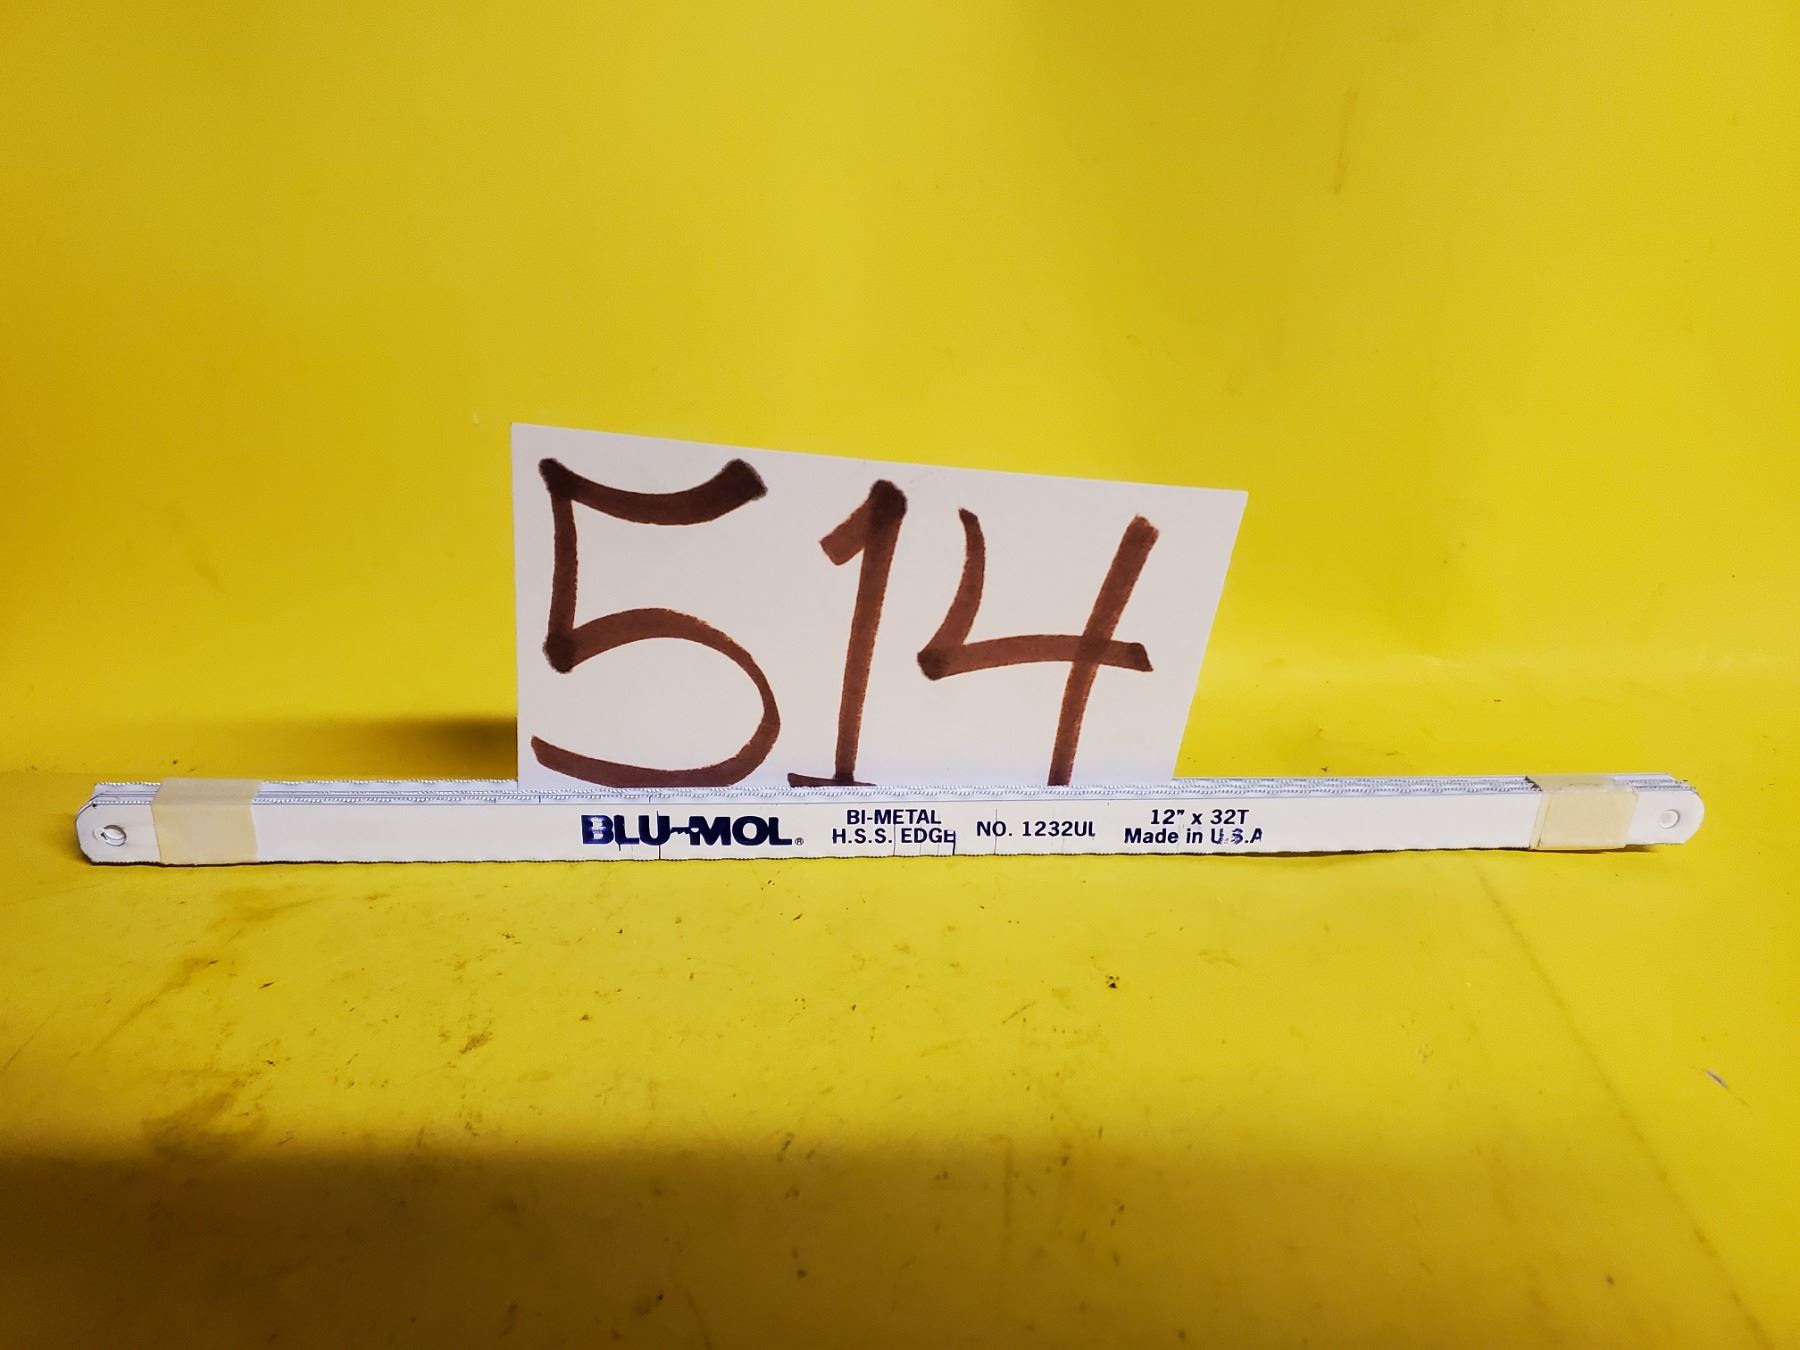 514
BLU-MOL®
BI-METAL
H.S.S. EDGE
NO. 1232UL
12" x 32T
Made in U.S.A